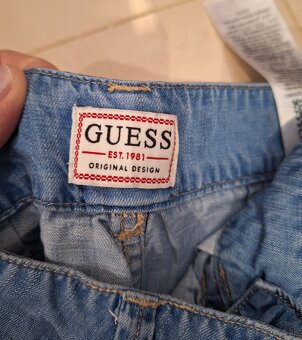 GUESS
EST. 1981
ORIGINAL DESIGN